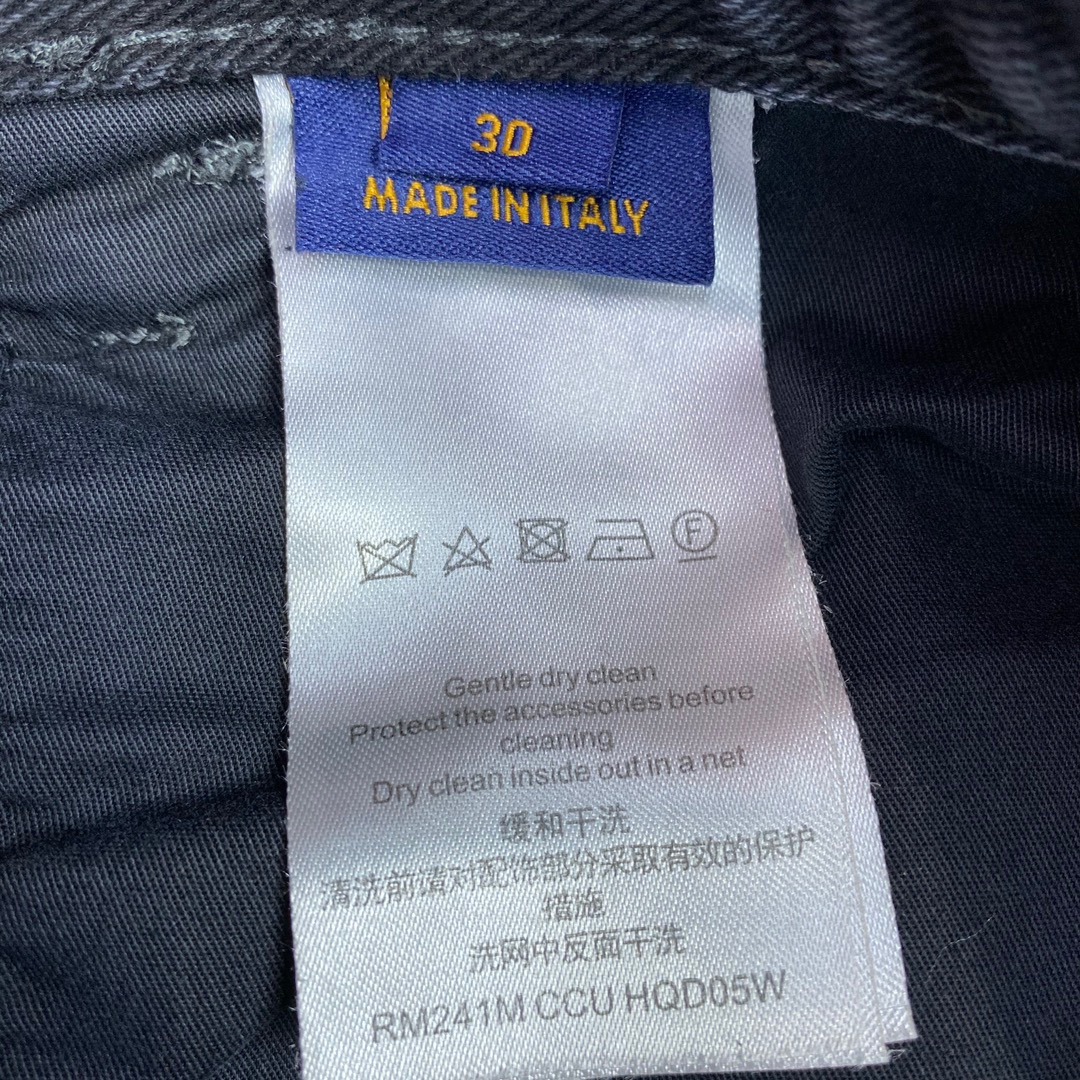 30
MADE IN ITALY
F
Gentle dry clean
Protect the accessories before
cleaning
Dry clean inside out in a net
缓和干洗
清洗前请对配饰部分采取有效的保护
措施
洗网中反面干洗
RM241M CCU HQD05W